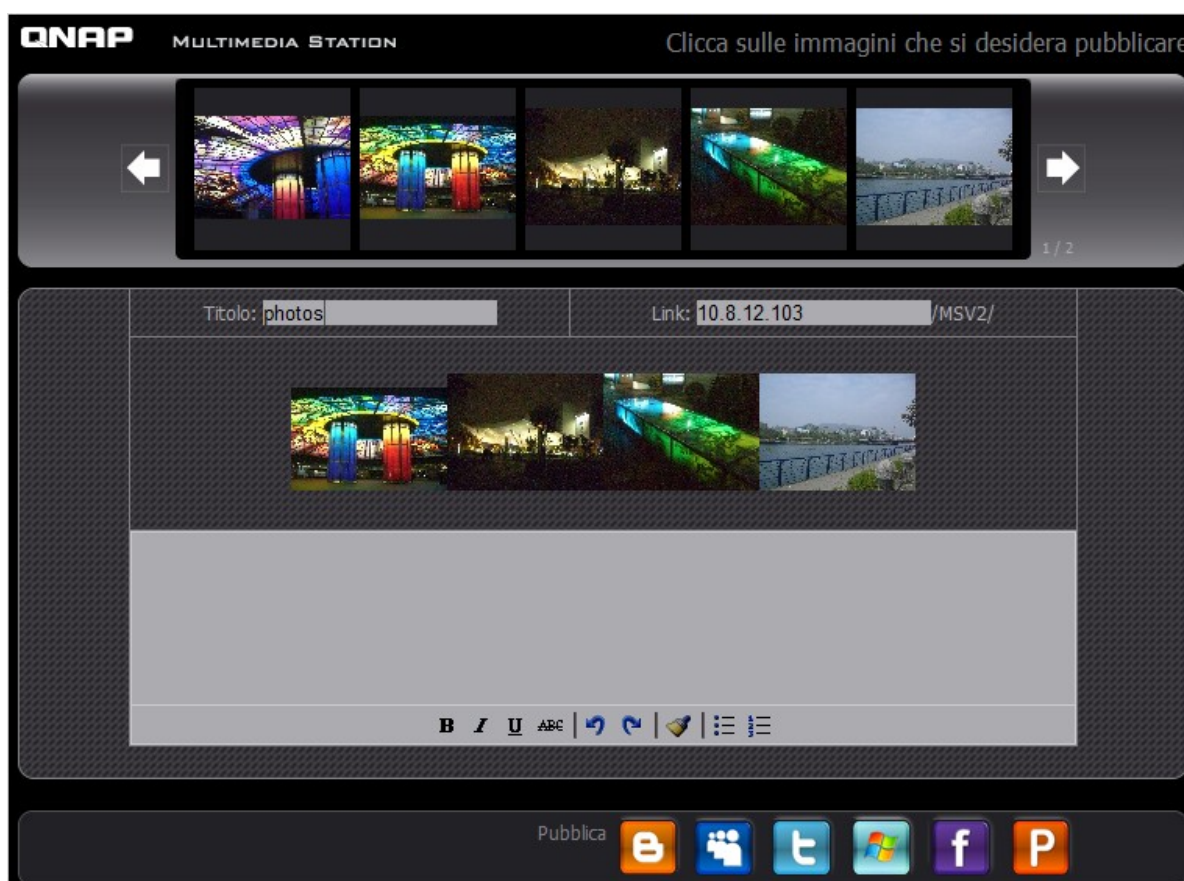 QNAP MULTIMEDIA STATION Clicca sulle immagini che si desidera pubblicare
1 / 2
Titolo: photos Link: 10.8.12.103 /MSV2/
B I U ABC
Pubblica